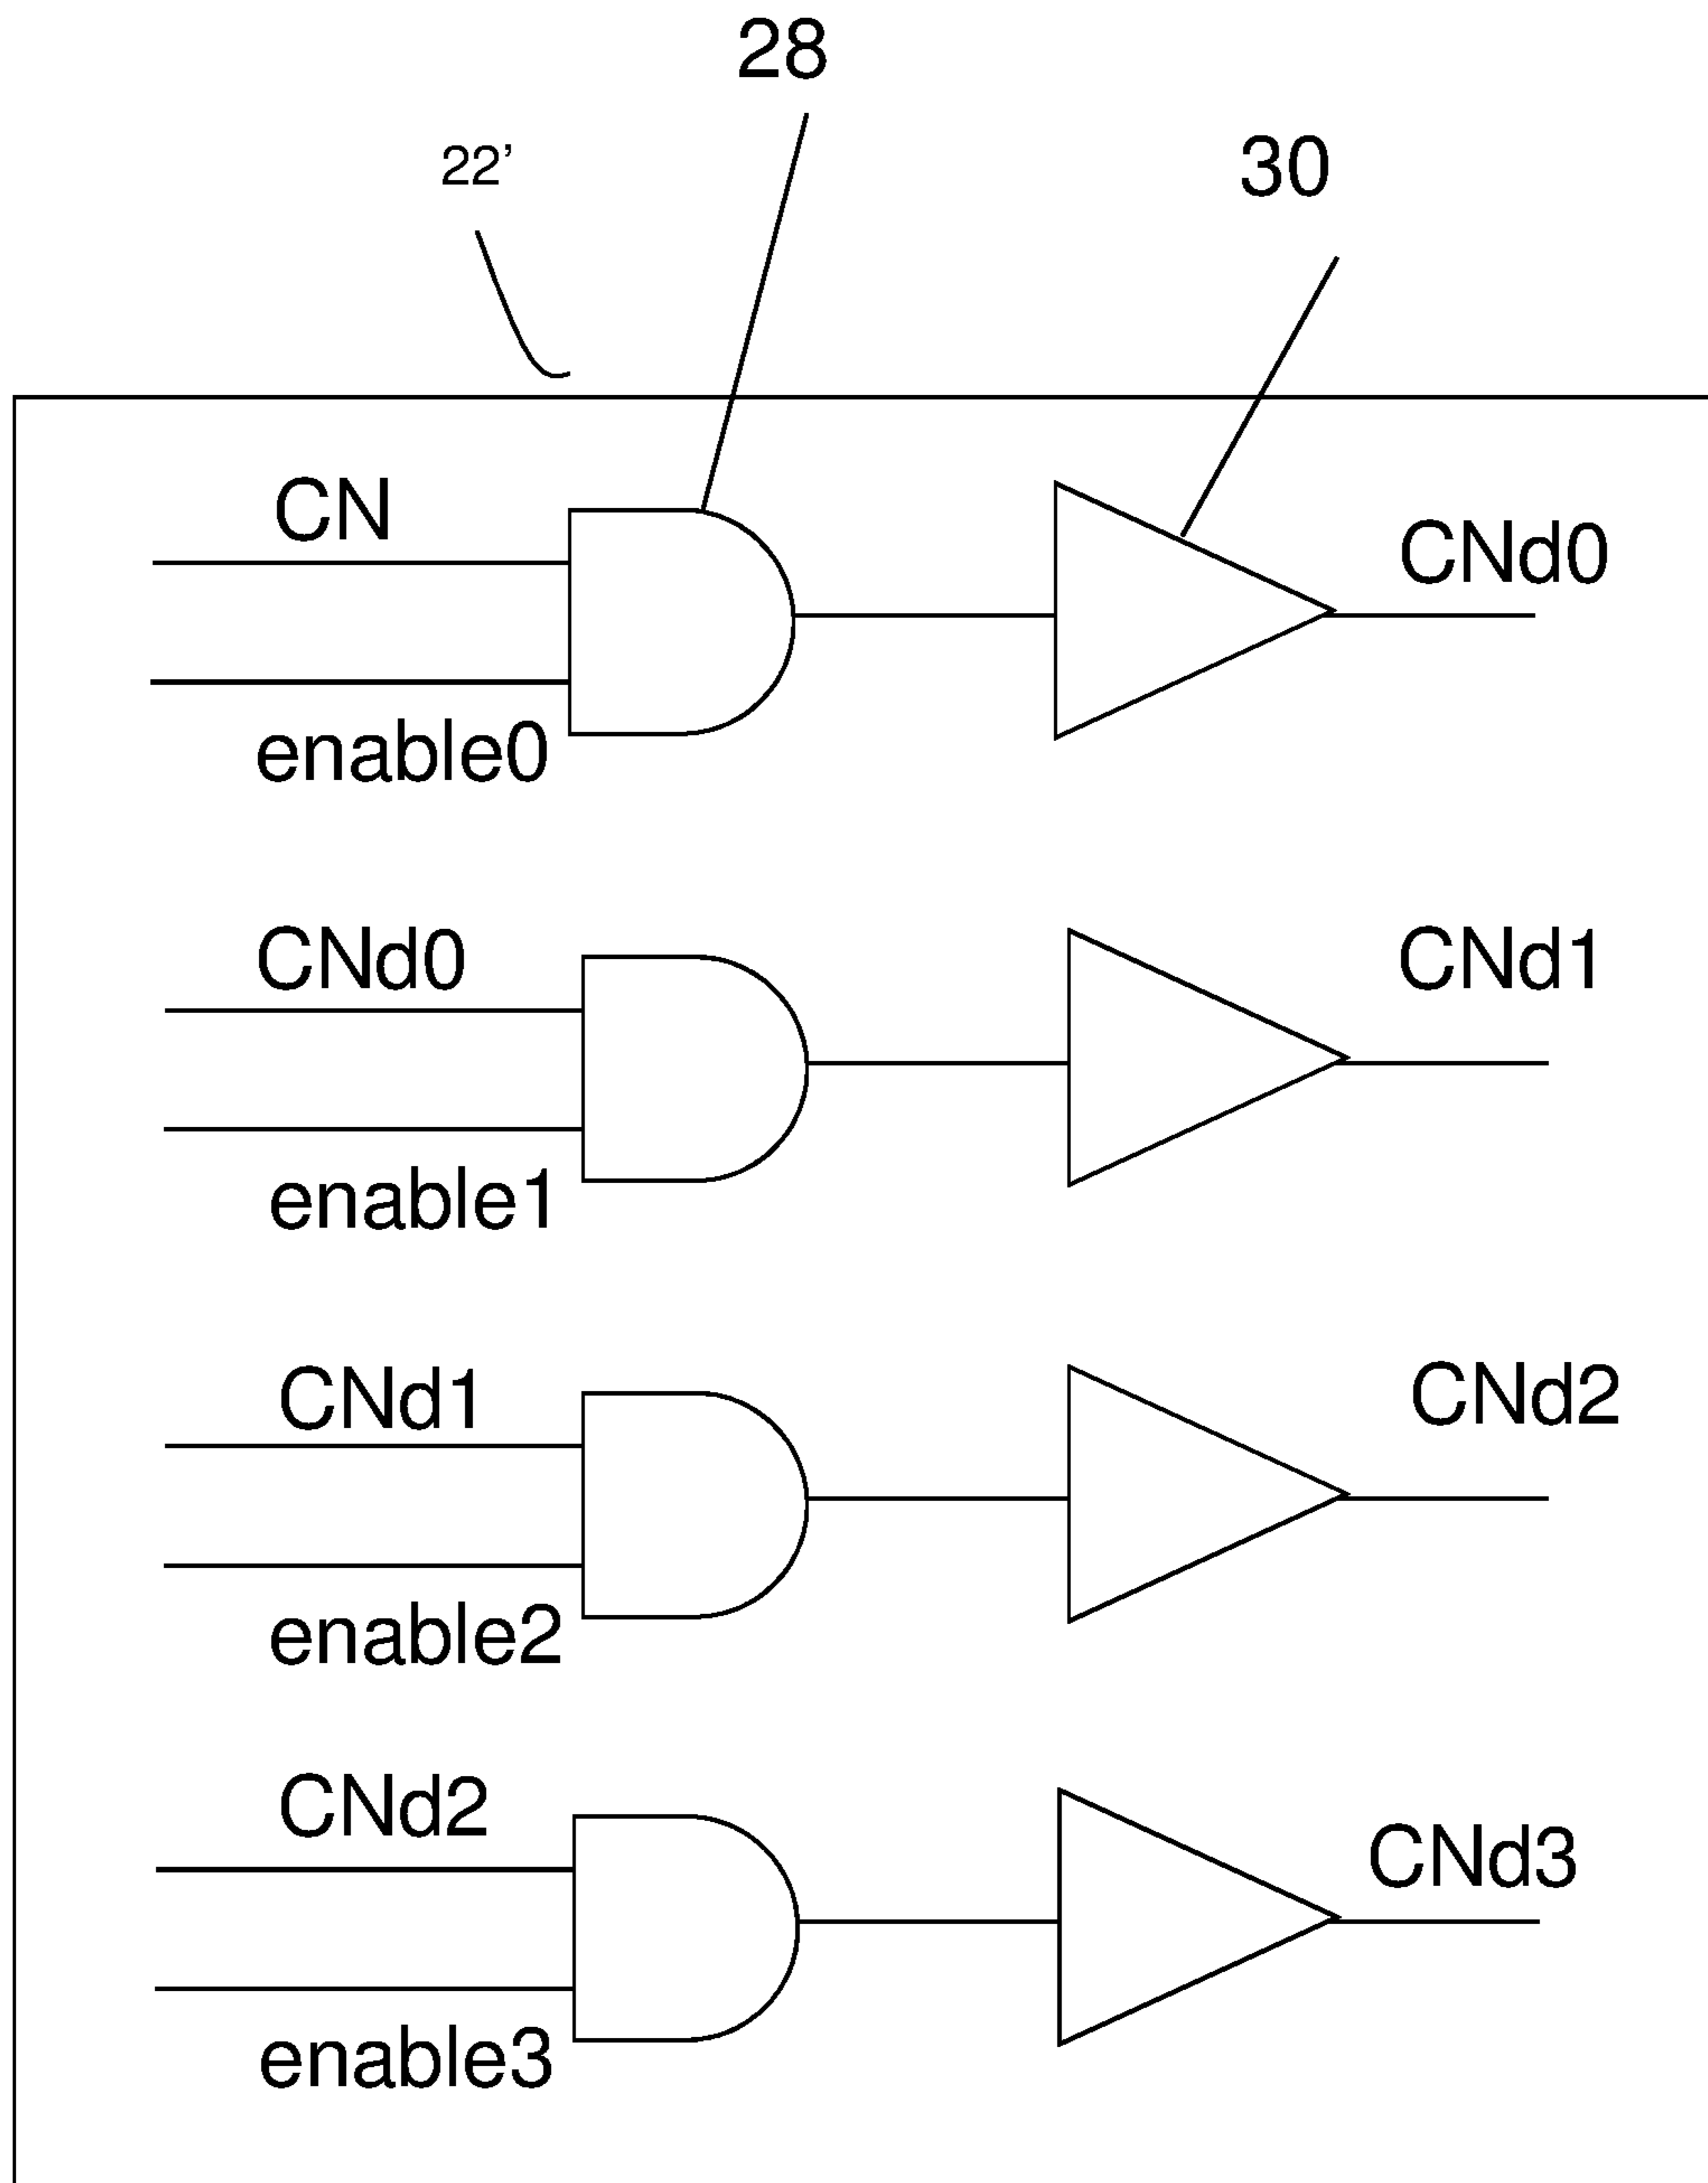 28
22’
30
CN
CNd0
enable0
CNd0
CNd1
enable1
CNd1
CNd2
enable2
CNd2
CNd3
enable3